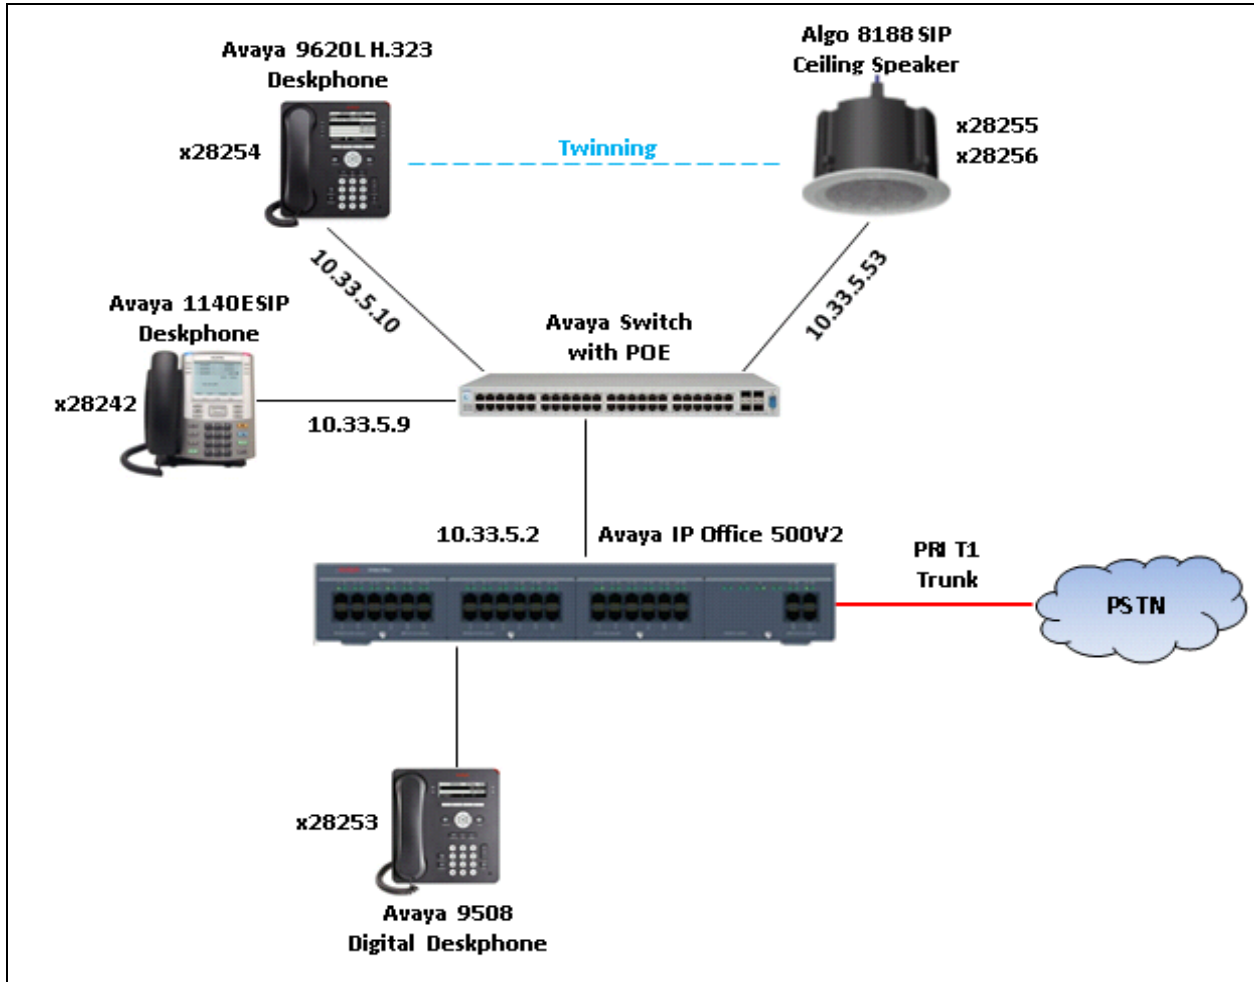 Avaya 9620L H.323
Deskphone
Algo 8188 SIP
Ceiling Speaker
x28254
Twinning
x28255
x28256
10.33.5.10
10.33.5.53
Avaya 1140E SIP
Deskphone
Avaya Switch
with POE
x28242
10.33.5.9
10.33.5.2
Avaya IP Office 500V2
PRI T1
Trunk
PSTN
x28253
Avaya 9508
Digital Deskphone